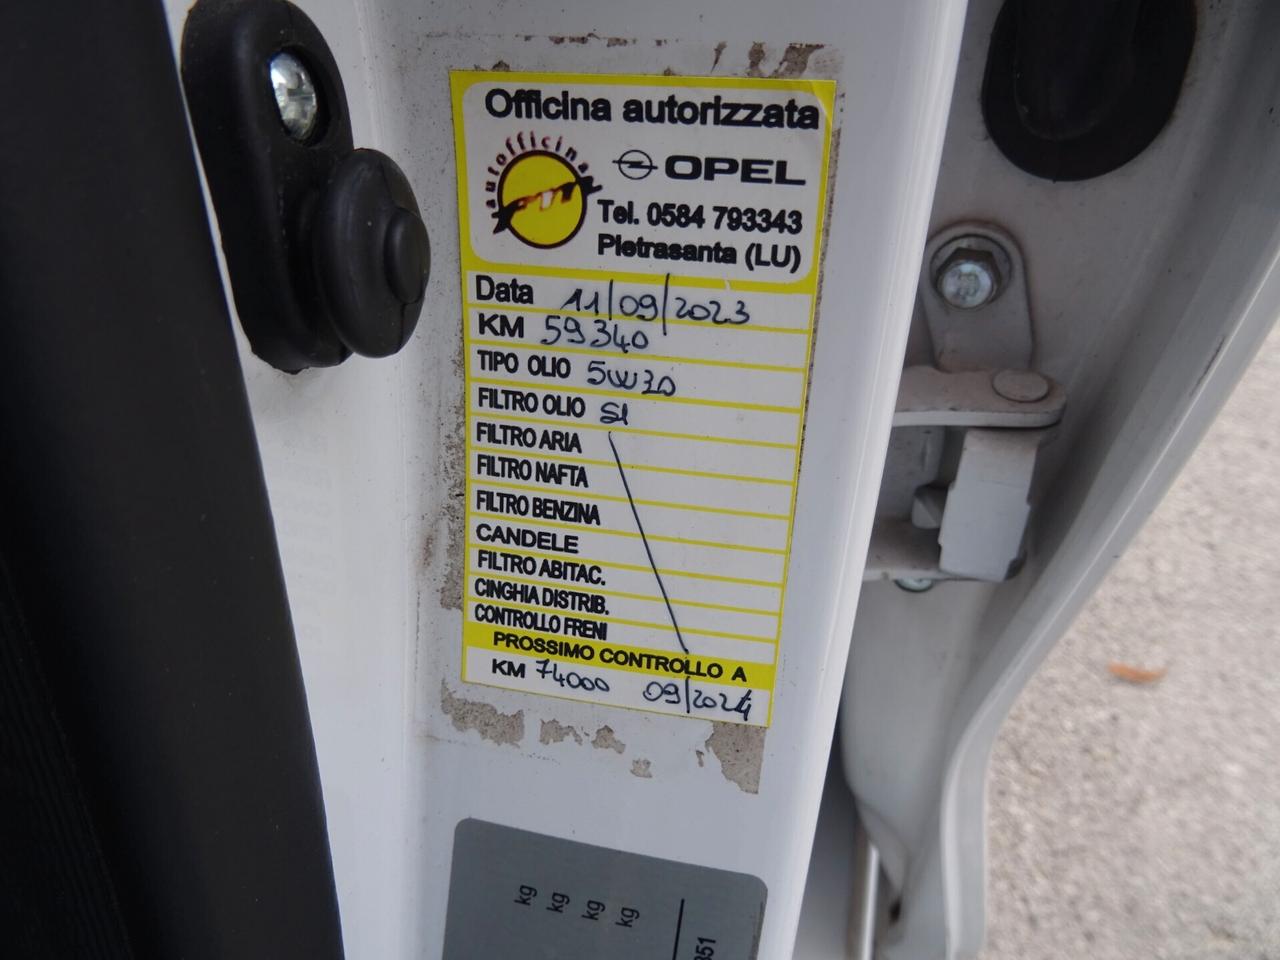 Officina autorizzata
autofficina
OPEL
Tel. 0584 793343
Pietrasanta (LU)
Data 11/09/2023
KM 59340
TIPO OLIO 5W30
FILTRO OLIO SI
FILTRO ARIA
FILTRO NAFTA
FILTRO BENZINA
CANDELE
FILTRO ABITAC.
CINGHIA DISTRIB.
CONTROLLO FRENI
PROSSIMO CONTROLLO A
KM 74000 09/2024
kg
kg
kg
kg
351